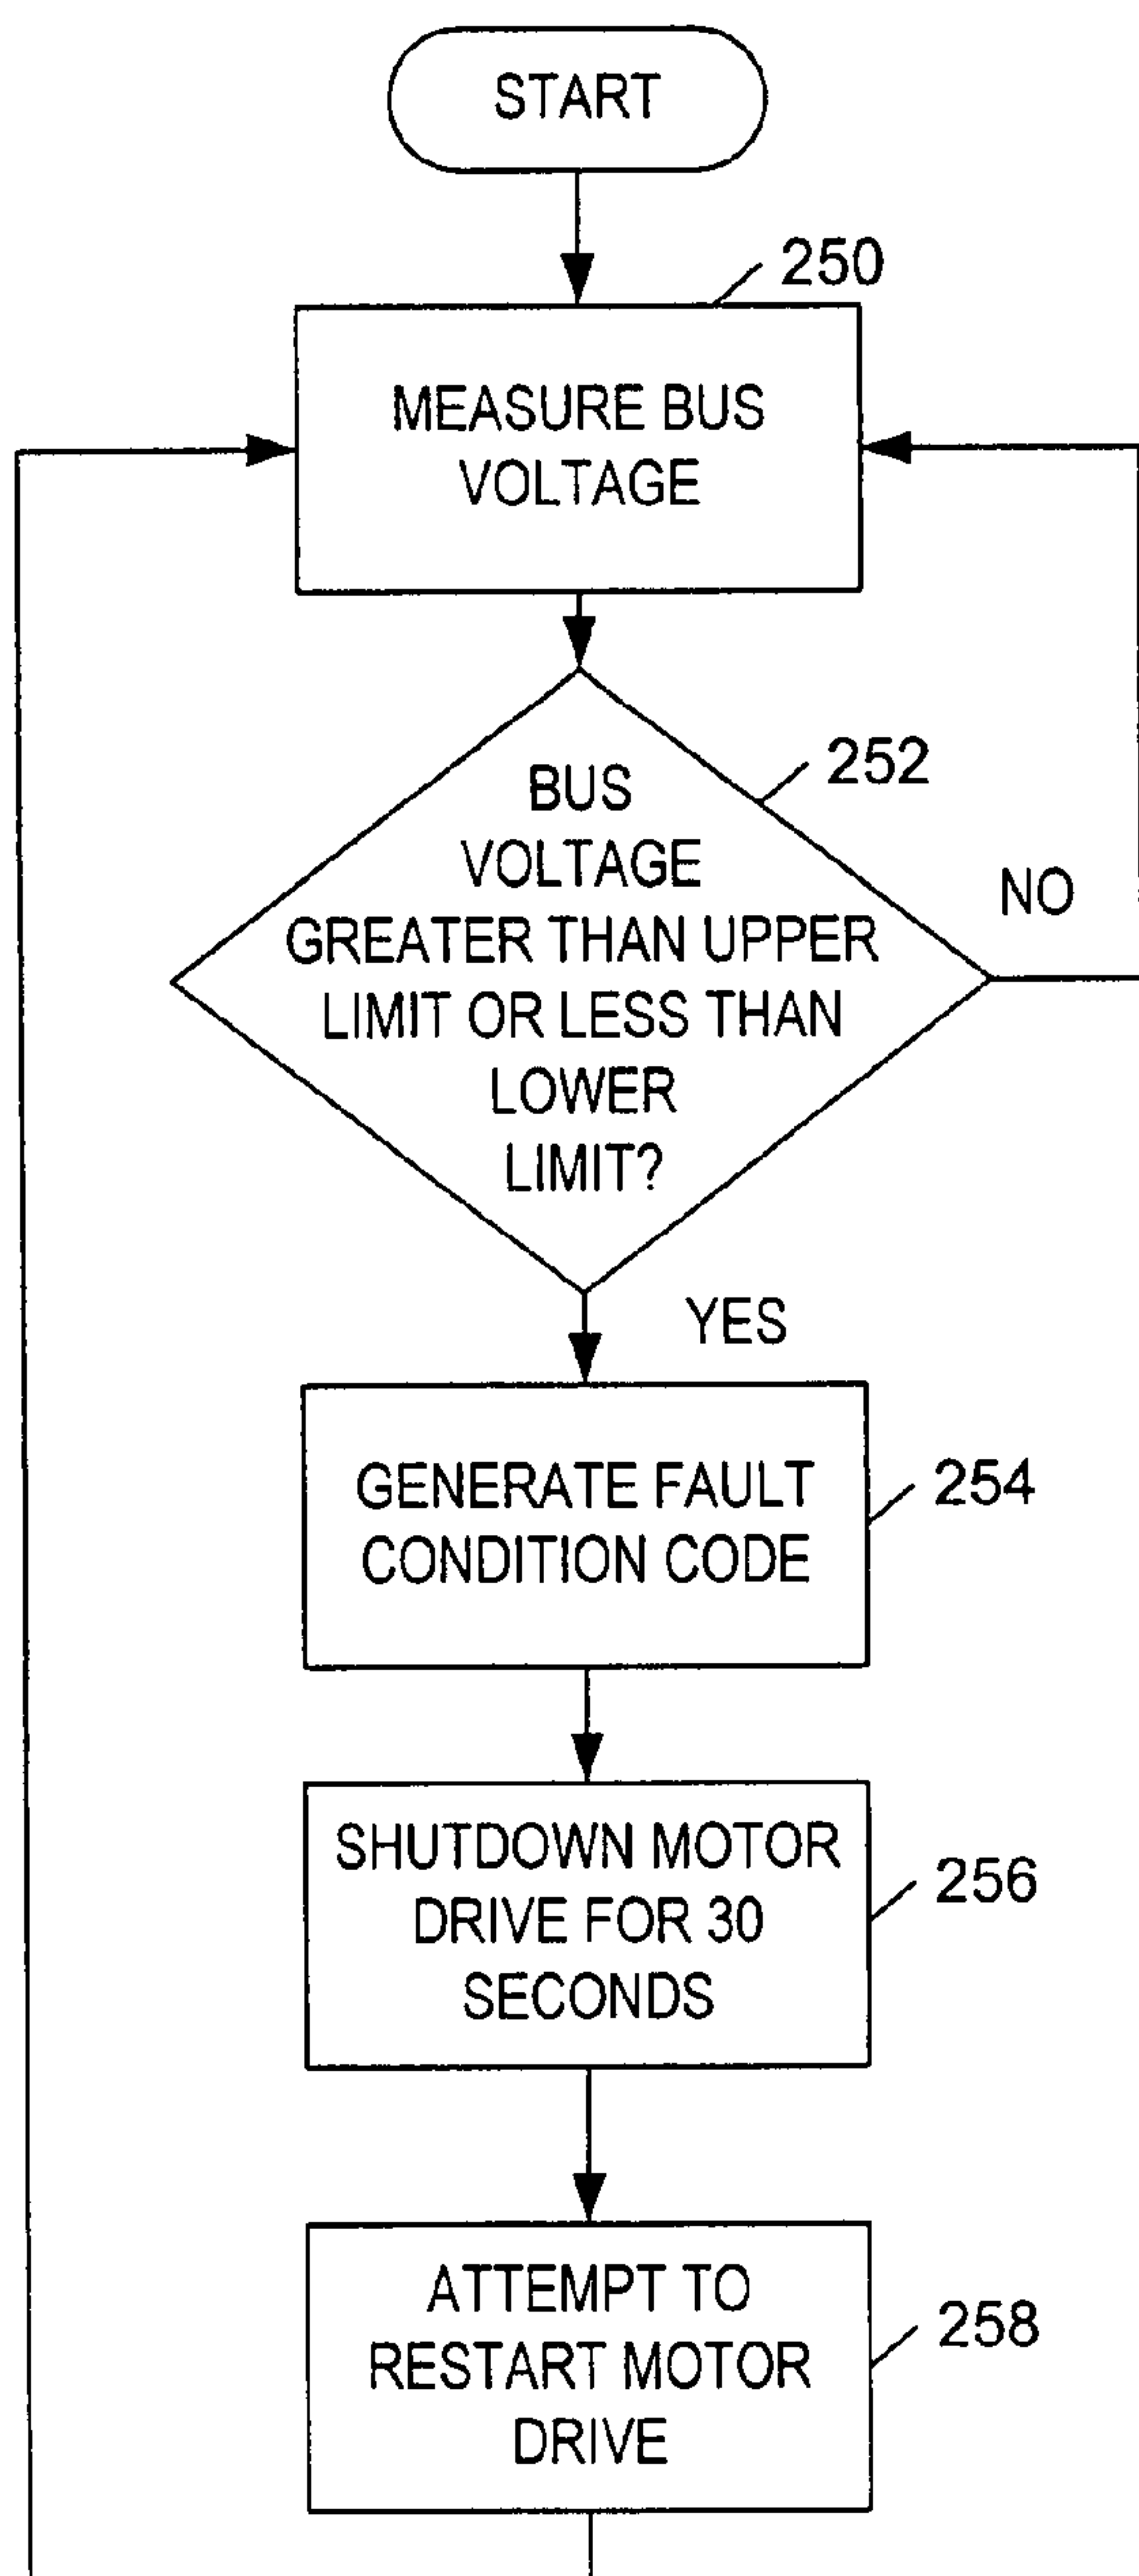 START
250
MEASURE BUS
VOLTAGE
252
BUS
VOLTAGE
GREATER THAN UPPER
LIMIT OR LESS THAN
LOWER
LIMIT?
NO
YES
GENERATE FAULT
CONDITION CODE
254
SHUTDOWN MOTOR
DRIVE FOR 30
SECONDS
256
ATTEMPT TO
RESTART MOTOR
DRIVE
258